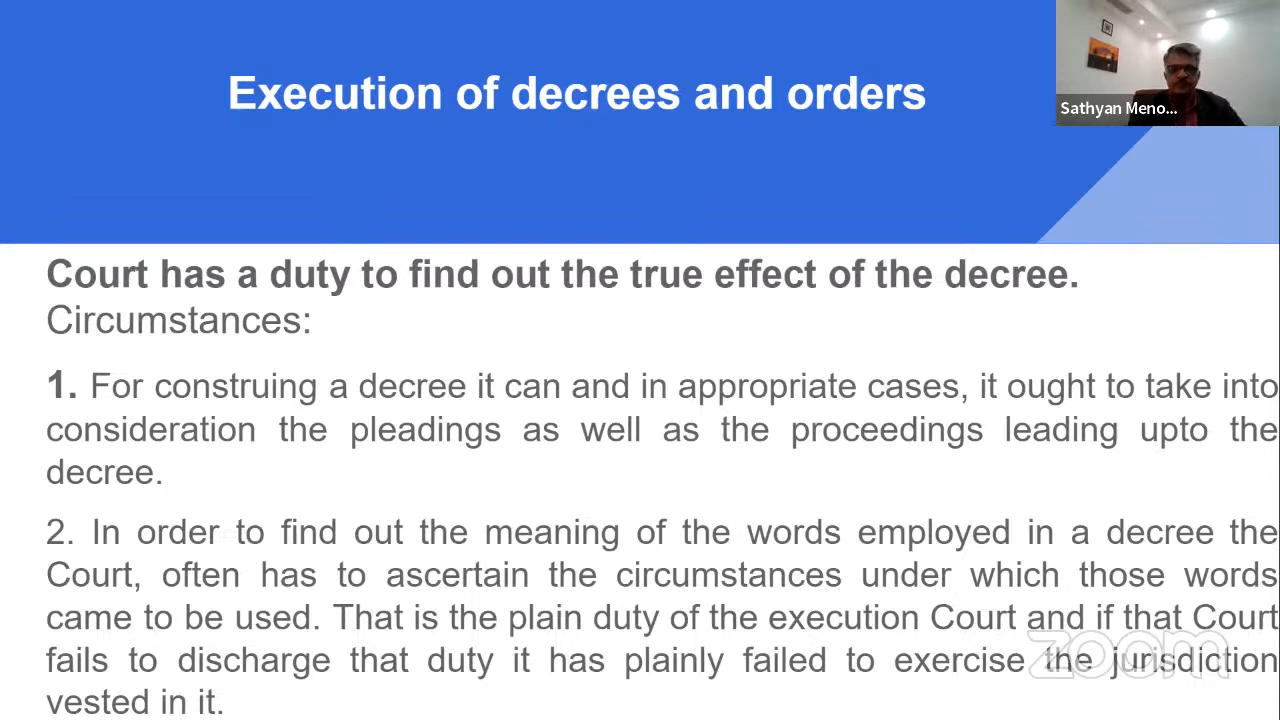 Execution of decrees and orders
Sathyan Meno...
Court has a duty to find out the true effect of the decree.
Circumstances:
1. For construing a decree it can and in appropriate cases, it ought to take into
consideration the pleadings as well as the proceedings leading upto the
decree.
2. In order to find out the meaning of the words employed in a decree the
Court, often has to ascertain the circumstances under which those words
came to be used. That is the plain duty of the execution Court and if that Court
fails to discharge that duty it has plainly failed to exercise the jurisdiction
vested in it.
zoom